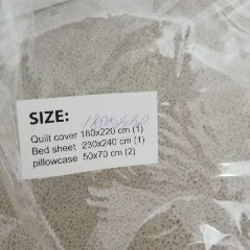 SIZE:
Quilt cover 180x220 cm (1)
Bed sheet 230x240 cm (1)
pillowcase 50x70 cm (2)